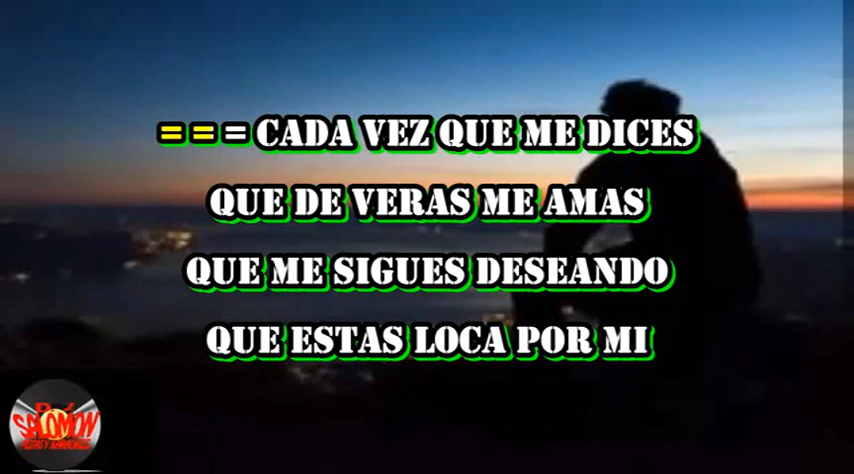 = = = CADA VEZ QUE ME DICES
QUE DE VERAS ME AMAS
QUE ME SIGUES DESEANDO
QUE ESTAS LOCA POR MI
SALOMON